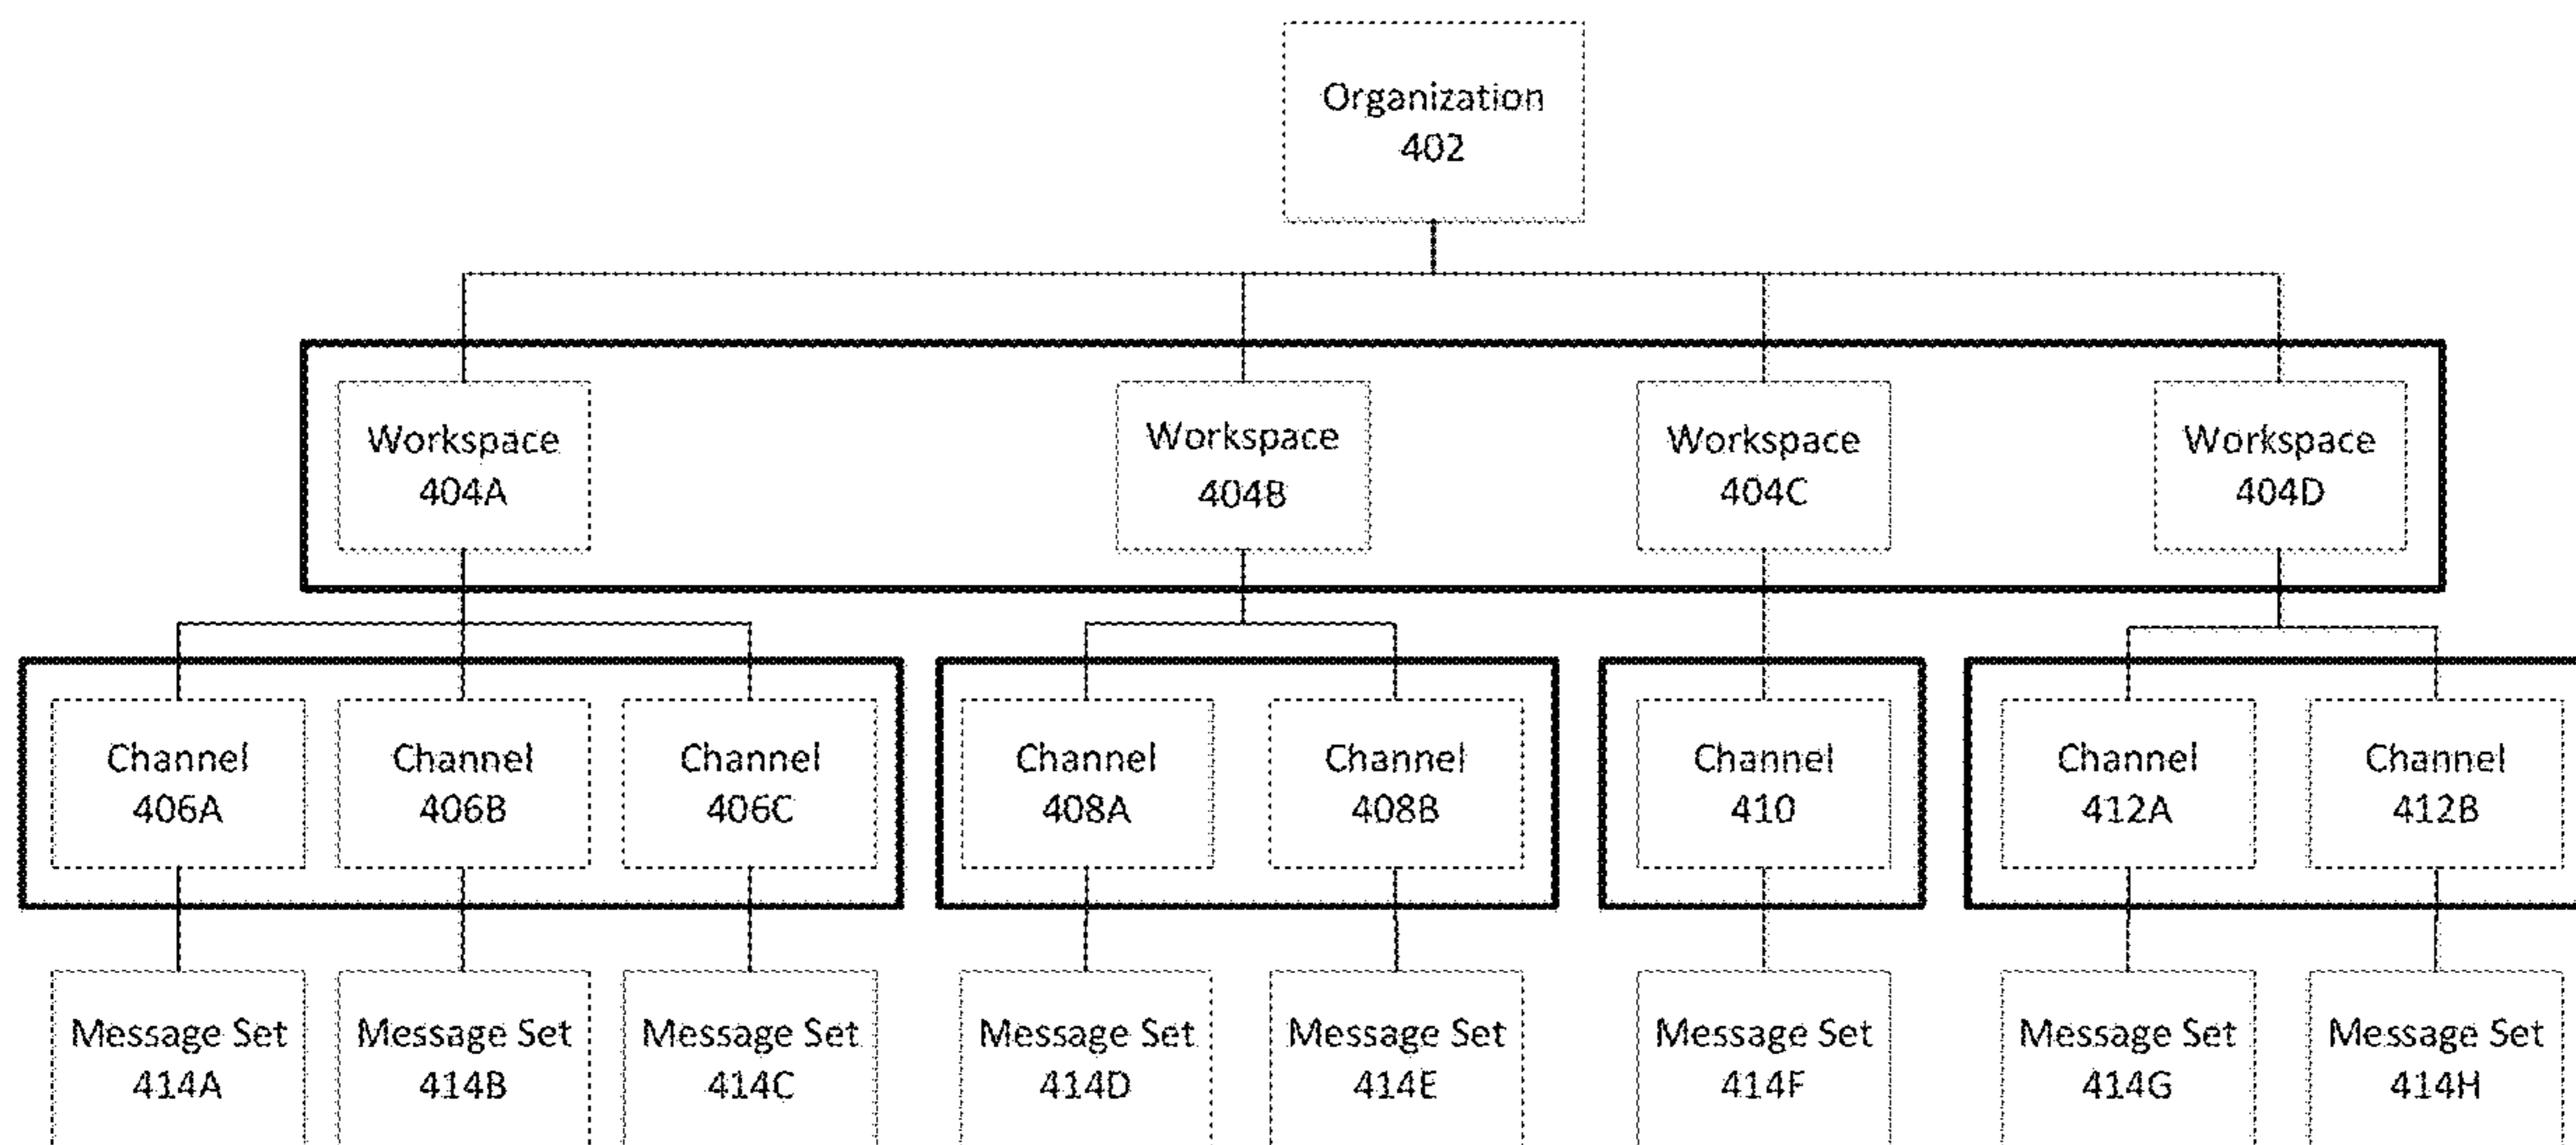 Organization
402
Workspace
404A
Workspace
404B
Workspace
404C
Workspace
404D
Channel
406A
Channel
406B
Channel
406C
Channel
408A
Channel
408B
Channel
410
Channel
412A
Channel
412B
Message Set
414A
Message Set
414B
Message Set
414C
Message Set
414D
Message Set
414E
Message Set
414F
Message Set
414G
Message Set
414H